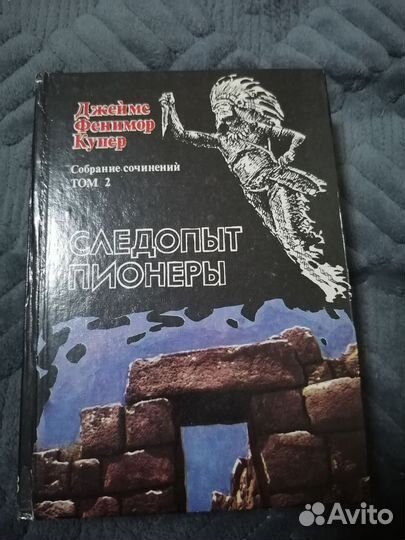 Джеймс
Фенимор
Купер
Собрание сочинений
ТОМ 2
СЛЕДОПЫТ
ПИОНЕРЫ
Avito